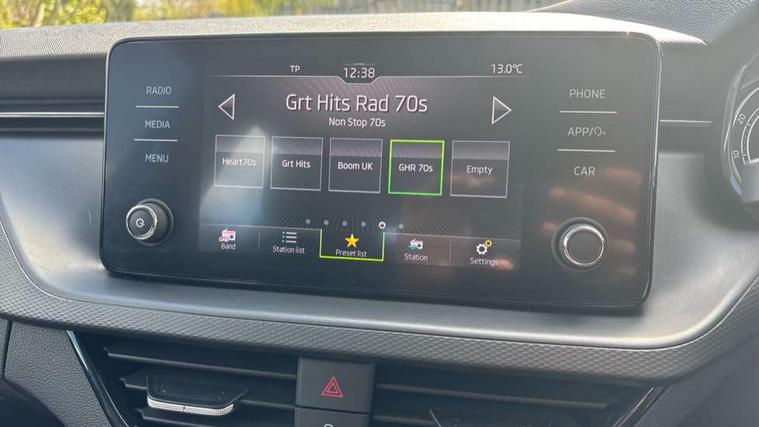 TP
12:38
13.0°C
RADIO
MEDIA
MENU
Grt Hits Rad 70s
Non Stop 70s
Heart70s
Grt Hits
Boom UK
GHR 70s
Empty
Band
Station list
Preset list
Station
Settings
PHONE
APP/
CAR
10